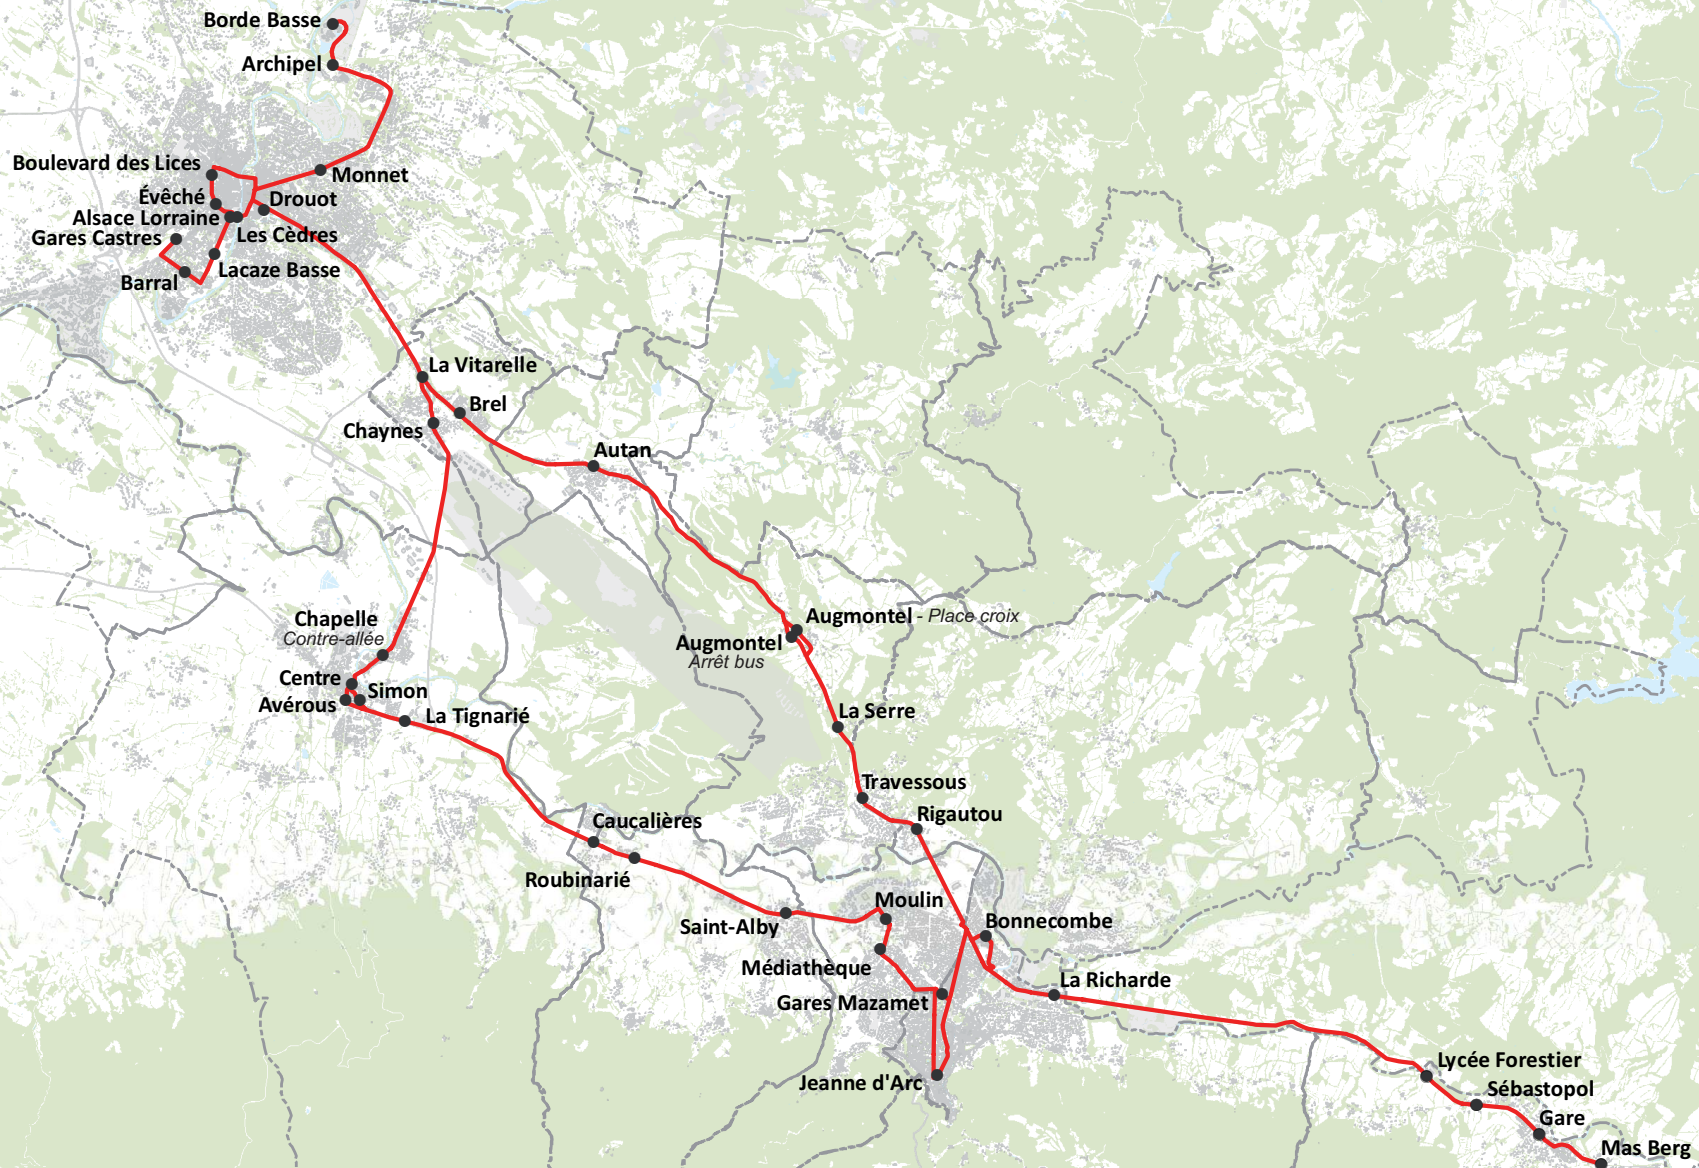 Borde Basse
Archipel
Boulevard des Lices
Monnet
Évêché
Drouot
Alsace Lorraine
Les Cèdres
Gares Castres
Lacaze Basse
Barral
La Vitarelle
Brel
Chaynes
Autan
Chapelle
Contre-allée
Augmontel - Place croix
Augmontel
Arrêt bus
Centre
Simon
Avérous
La Tignarié
La Serre
Travessous
Rigautou
Caucalières
Roubinarié
Moulin
Saint-Alby
Bonnecombe
Médiathèque
La Richarde
Gares Mazamet
Jeanne d'Arc
Lycée Forestier
Sébastopol
Gare
Mas Berg